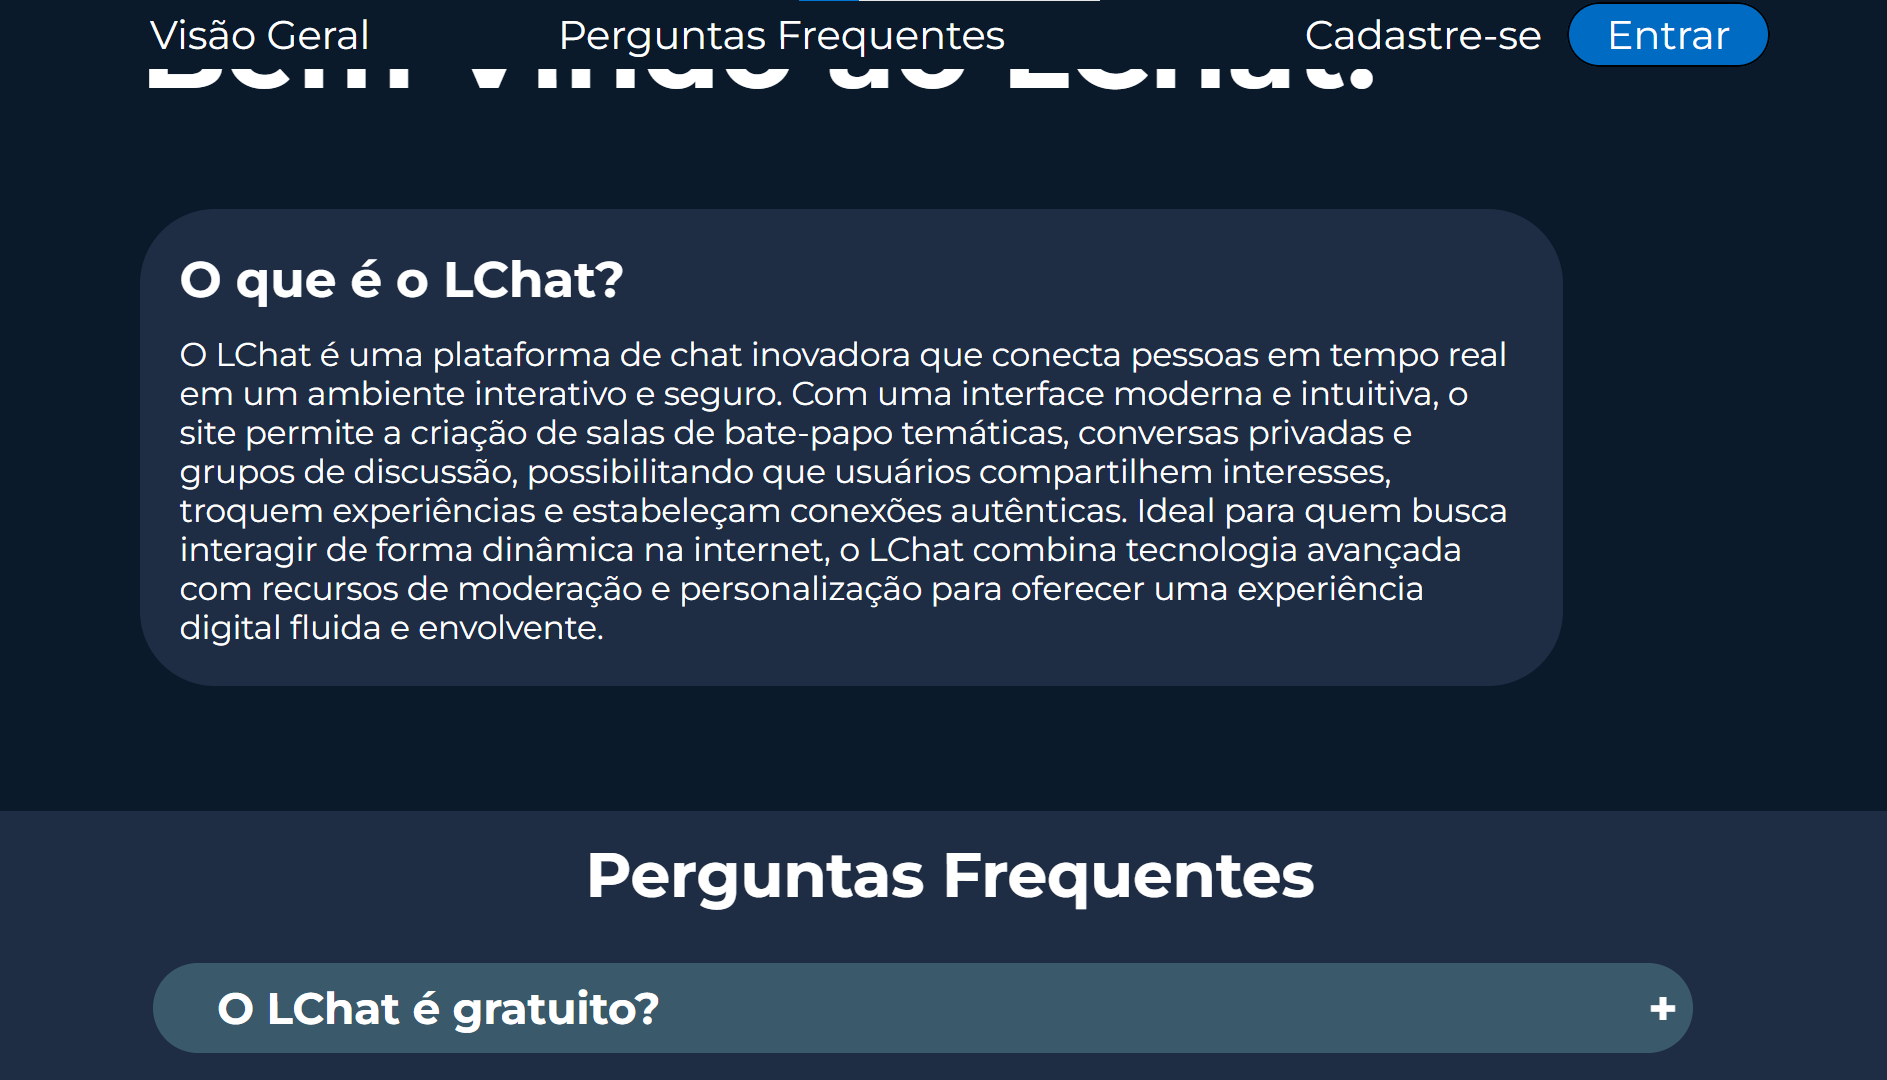 Visão Geral
Perguntas Frequentes
Cadastre-se
Entrar
Bem Vindo ao LChat!
O que é o LChat?
O LChat é uma plataforma de chat inovadora que conecta pessoas em tempo real
em um ambiente interativo e seguro. Com uma interface moderna e intuitiva, o
site permite a criação de salas de bate-papo temáticas, conversas privadas e
grupos de discussão, possibilitando que usuários compartilhem interesses,
troquem experiências e estabeleçam conexões autênticas. Ideal para quem busca
interagir de forma dinâmica na internet, o LChat combina tecnologia avançada
com recursos de moderação e personalização para oferecer uma experiência
digital fluida e envolvente.
Perguntas Frequentes
O LChat é gratuito?
+